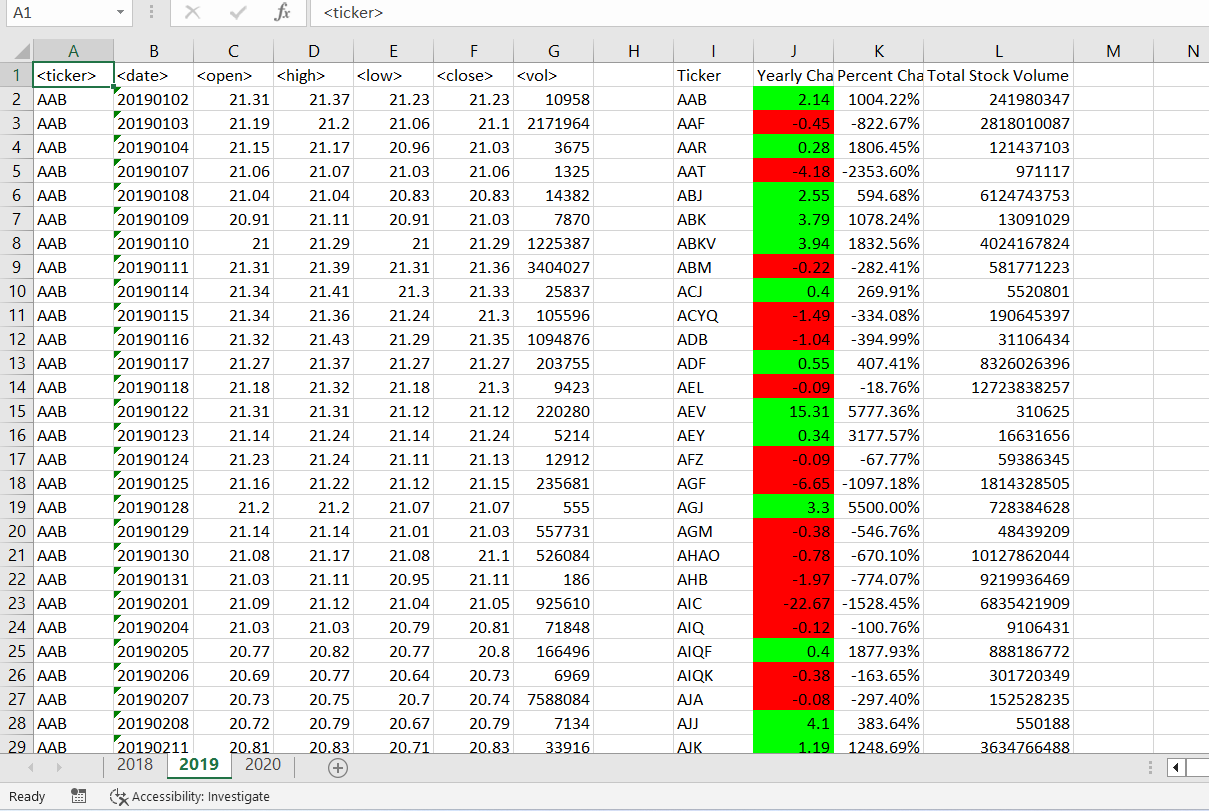 A1 <ticker>
A B C D E F G H I J K L M N
1 <ticker> <date> <open> <high> <low> <close> <vol> Ticker Yearly Cha Percent Cha Total Stock Volume
2 AAB 20190102 21.31 21.37 21.23 21.23 10958 AAB 2.14 1004.22% 241980347
3 AAB 20190103 21.19 21.2 21.06 21.1 2171964 AAF -0.45 -822.67% 2818010087
4 AAB 20190104 21.15 21.17 20.96 21.03 3675 AAR 0.28 1806.45% 121437103
5 AAB 20190107 21.06 21.07 21.03 21.06 1325 AAT -4.18 -2353.60% 971117
6 AAB 20190108 21.04 21.04 20.83 20.83 14382 ABJ 2.55 594.68% 6124743753
7 AAB 20190109 20.91 21.11 20.91 21.03 7870 ABK 3.79 1078.24% 13091029
8 AAB 20190110 21 21.29 21 21.29 1225387 ABKV 3.94 1832.56% 4024167824
9 AAB 20190111 21.31 21.39 21.31 21.36 3404027 ABM -0.22 -282.41% 581771223
10 AAB 20190114 21.34 21.41 21.3 21.33 25837 ACJ 0.4 269.91% 5520801
11 AAB 20190115 21.34 21.36 21.24 21.3 105596 ACYQ -1.49 -334.08% 190645397
12 AAB 20190116 21.32 21.43 21.29 21.35 1094876 ADB -1.04 -394.99% 31106434
13 AAB 20190117 21.27 21.37 21.27 21.27 203755 ADF 0.55 407.41% 8326026396
14 AAB 20190118 21.18 21.32 21.18 21.3 9423 AEL -0.09 -18.76% 12723838257
15 AAB 20190122 21.31 21.31 21.12 21.12 220280 AEV 15.31 5777.36% 310625
16 AAB 20190123 21.14 21.24 21.14 21.24 5214 AEY 0.34 3177.57% 16631656
17 AAB 20190124 21.23 21.24 21.11 21.13 12912 AFZ -0.09 -67.77% 59386345
18 AAB 20190125 21.16 21.22 21.12 21.15 235681 AGF -6.65 -1097.18% 1814328505
19 AAB 20190128 21.2 21.2 21.07 21.07 555 AGJ 3.3 5500.00% 728384628
20 AAB 20190129 21.14 21.14 21.01 21.03 557731 AGM -0.38 -546.76% 48439209
21 AAB 20190130 21.08 21.17 21.08 21.1 526084 AHAO -0.78 -670.10% 10127862044
22 AAB 20190131 21.03 21.11 20.95 21.11 186 AHB -1.97 -774.07% 9219936469
23 AAB 20190201 21.09 21.12 21.04 21.05 925610 AIC -22.67 -1528.45% 6835421909
24 AAB 20190204 21.03 21.03 20.79 20.81 71848 AIQ -0.12 -100.76% 9106431
25 AAB 20190205 20.77 20.82 20.77 20.8 166496 AIQF 0.4 1877.93% 888186772
26 AAB 20190206 20.69 20.77 20.64 20.73 6969 AIQK -0.38 -163.65% 301720349
27 AAB 20190207 20.73 20.75 20.7 20.74 7588084 AJA -0.08 -297.40% 152528235
28 AAB 20190208 20.72 20.79 20.67 20.79 7134 AJJ 4.1 383.64% 550188
29 AAB 20190211 20.81 20.83 20.71 20.83 33916 AJK 1.19 1248.69% 3634766488
2018 2019 2020
Ready Accessibility: Investigate